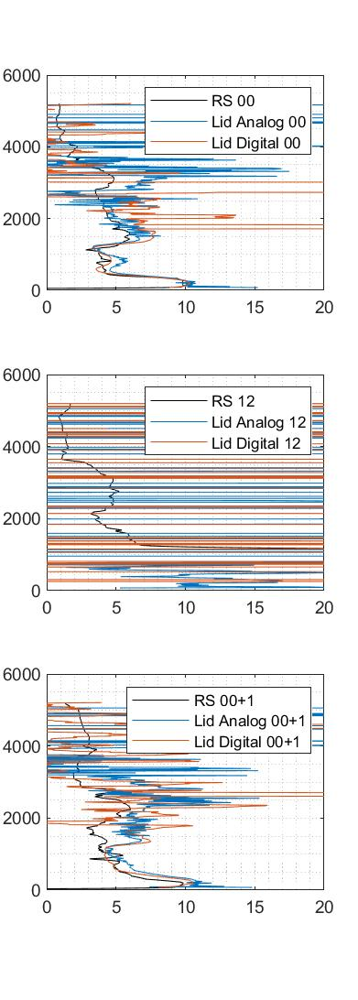 6000
RS 00
Lid Analog 00
Lid Digital 00
4000
2000
0
0 5 10 15 20
6000
RS 12
Lid Analog 12
Lid Digital 12
4000
2000
0
0 5 10 15 20
6000
RS 00+1
Lid Analog 00+1
Lid Digital 00+1
4000
2000
0
0 5 10 15 20